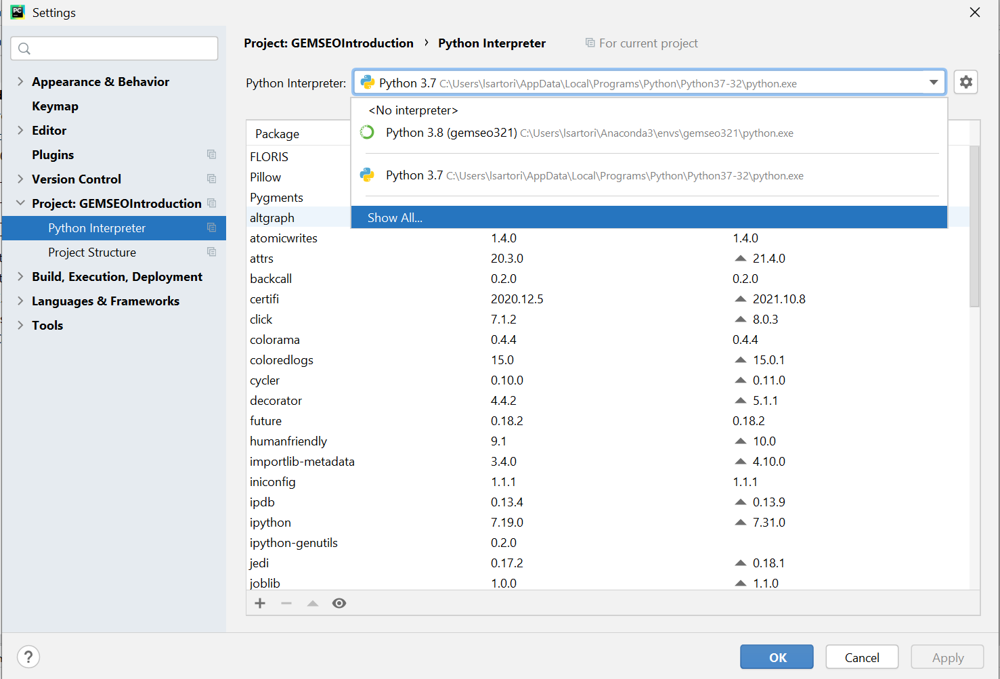 PC Settings
Project: GEMSEOIntroduction › Python Interpreter For current project
Appearance & Behavior
Keymap
Editor
Plugins
Version Control
Project: GEMSEOIntroduction
Python Interpreter
Project Structure
Build, Execution, Deployment
Languages & Frameworks
Tools
Python Interpreter: Python 3.7 C:\Users\lsartori\AppData\Local\Programs\Python\Python37-32\python.exe
<No interpreter>
Python 3.8 (gemseo321) C:\Users\lsartori\Anaconda3\envs\gemseo321\python.exe
Python 3.7 C:\Users\lsartori\AppData\Local\Programs\Python\Python37-32\python.exe
Show All...
Package
FLORIS
Pillow
Pygments
altgraph
atomicwrites 1.4.0 1.4.0
attrs 20.3.0 21.4.0
backcall 0.2.0 0.2.0
certifi 2020.12.5 2021.10.8
click 7.1.2 8.0.3
colorama 0.4.4 0.4.4
coloredlogs 15.0 15.0.1
cycler 0.10.0 0.11.0
decorator 4.4.2 5.1.1
future 0.18.2 0.18.2
humanfriendly 9.1 10.0
importlib-metadata 3.4.0 4.10.0
iniconfig 1.1.1 1.1.1
ipdb 0.13.4 0.13.9
ipython 7.19.0 7.31.0
ipython-genutils 0.2.0
jedi 0.17.2 0.18.1
joblib 1.0.0 1.1.0
? OK Cancel Apply